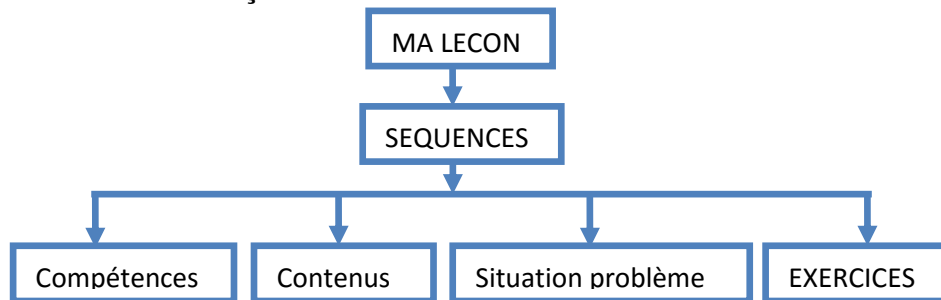 MA LECON
SEQUENCES
Compétences
Contenus
Situation problème
EXERCICES